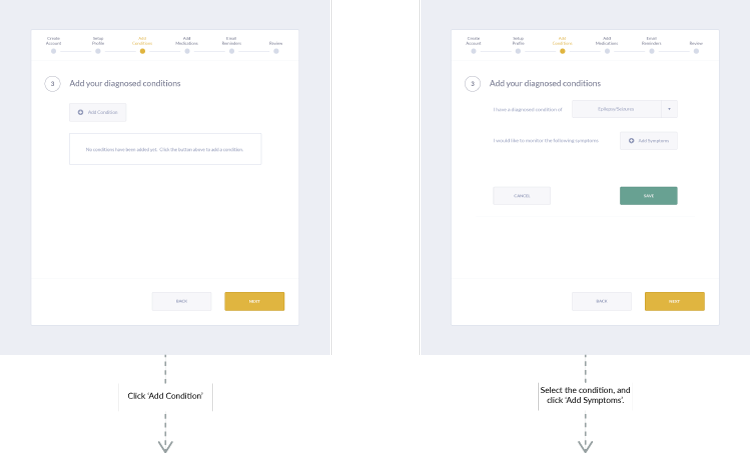 Create Setup Add Add Email
Account Profile Conditions Medications Reminders Review
3 Add your diagnosed conditions
Add Condition
No conditions have been added yet. Click the button above to add a condition.
BACK NEXT
Click 'Add Condition'
Create Setup Add Add Email
Account Profile Conditions Medications Reminders Review
3 Add your diagnosed conditions
I have a diagnosed condition of Epilepsy/Seizures
I would like to monitor the following symptoms Add Symptoms
CANCEL SAVE
BACK NEXT
Select the condition, and
click 'Add Symptoms'.